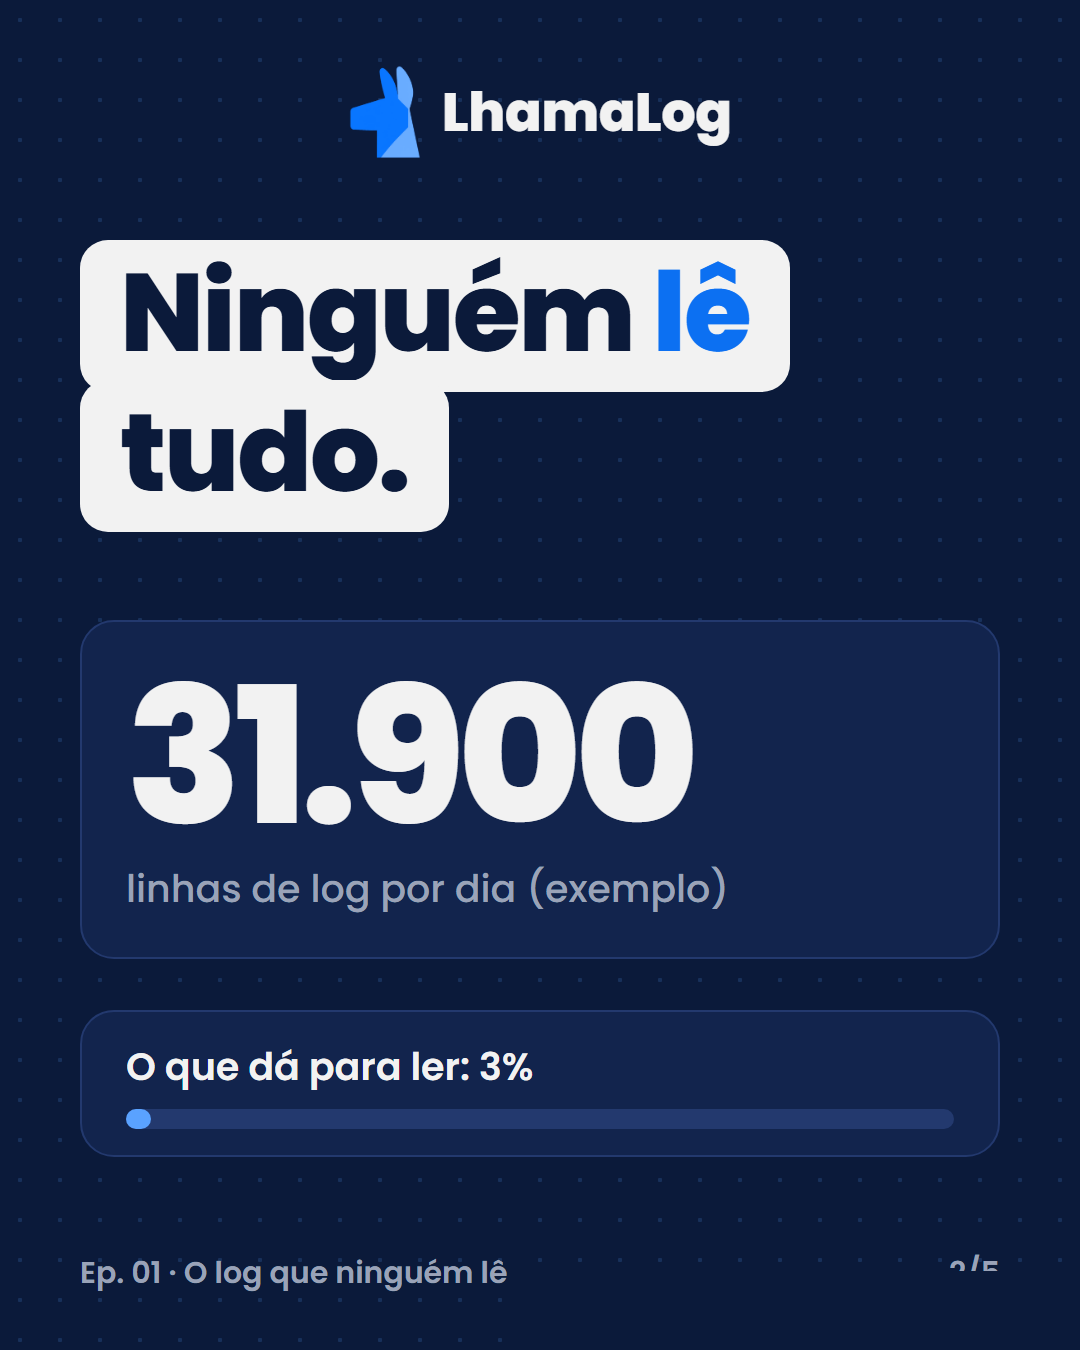 LhamaLog
Ninguém lê
tudo.
31.900
linhas de log por dia (exemplo)
O que dá para ler: 3%
Ep. 01 · O log que ninguém lê